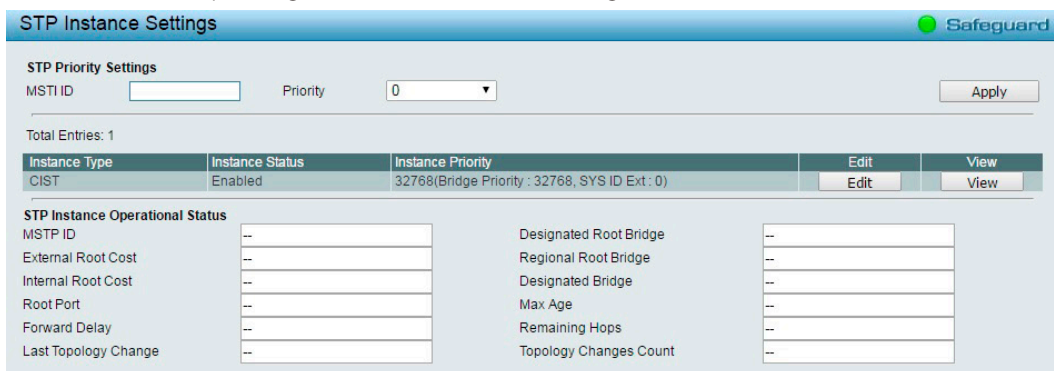 STP Instance Settings Safeguard
STP Priority Settings
MSTI ID Priority 0 Apply
Total Entries: 1
Instance Type Instance Status Instance Priority Edit View
CIST Enabled 32768(Bridge Priority : 32768, SYS ID Ext : 0) Edit View
STP Instance Operational Status
MSTP ID -- Designated Root Bridge --
External Root Cost -- Regional Root Bridge --
Internal Root Cost -- Designated Bridge --
Root Port -- Max Age --
Forward Delay -- Remaining Hops --
Last Topology Change -- Topology Changes Count --